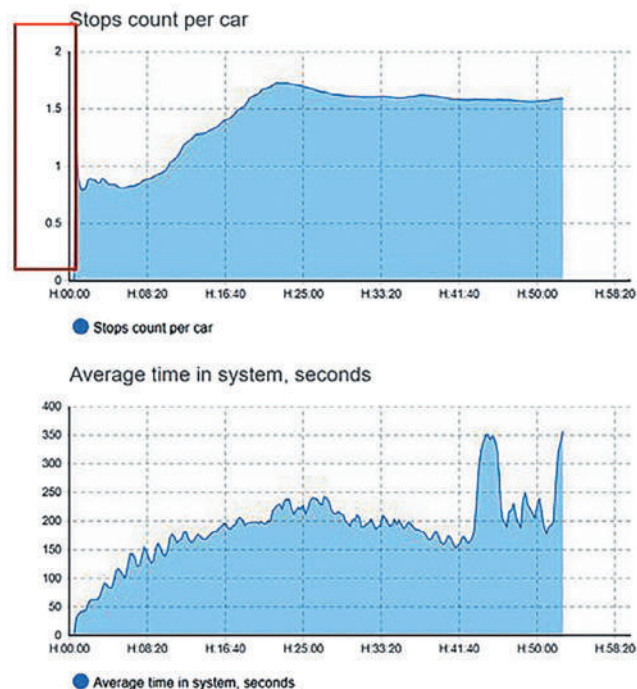 Stops count per car
2
1.5
1
0.5
0
H:00:00 H:08:20 H:16:40 H:25:00 H:33:20 H:41:40 H:50:00 H:58:20
Stops count per car
Average time in system, seconds
400
350
300
250
200
150
100
50
0
H:00:00 H:08:20 H:16:40 H:25:00 H:33:20 H:41:40 H:50:00 H:58:20
Average time in system, seconds